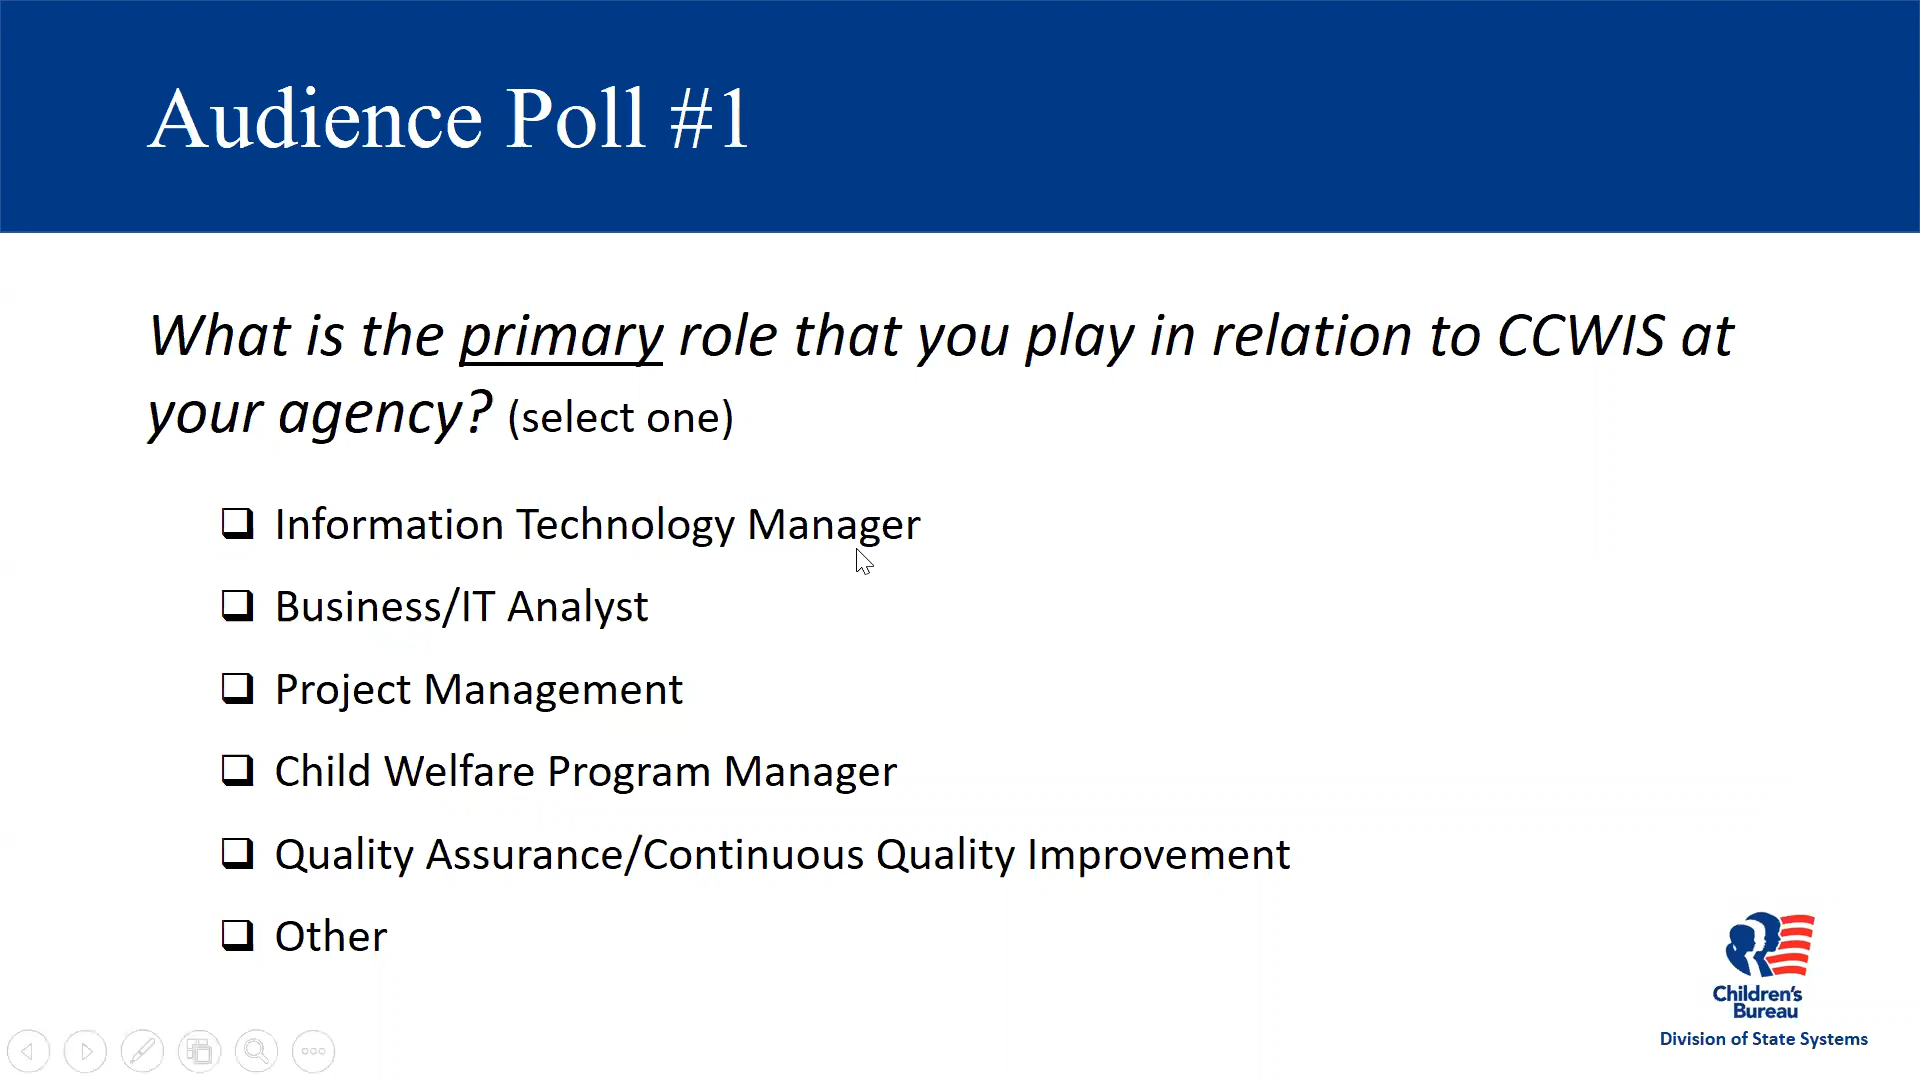 Audience Poll #1
What is the primary role that you play in relation to CCWIS at
your agency? (select one)
Information Technology Manager
Business/IT Analyst
Project Management
Child Welfare Program Manager
Quality Assurance/Continuous Quality Improvement
Other
Children's
Bureau
Division of State Systems